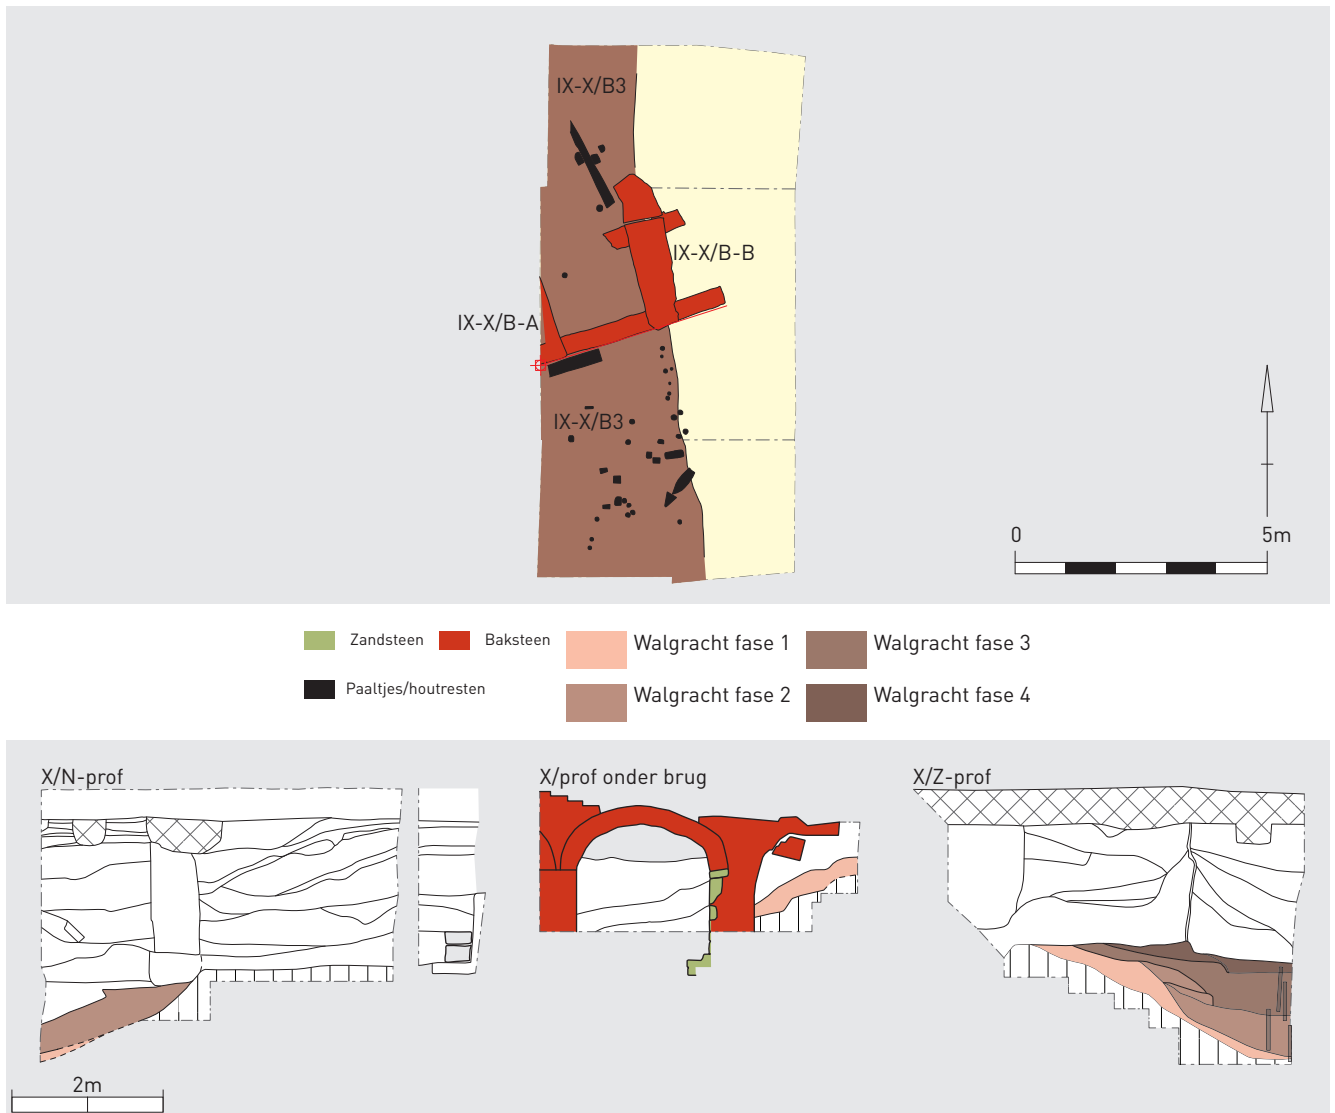 IX-X/B3
IX-X/B-B
IX-X/B-A
IX-X/B3
0 5m
Zandsteen Baksteen Walgracht fase 1 Walgracht fase 3
Paaltjes/houtresten Walgracht fase 2 Walgracht fase 4
X/N-prof X/prof onder brug X/Z-prof
2m